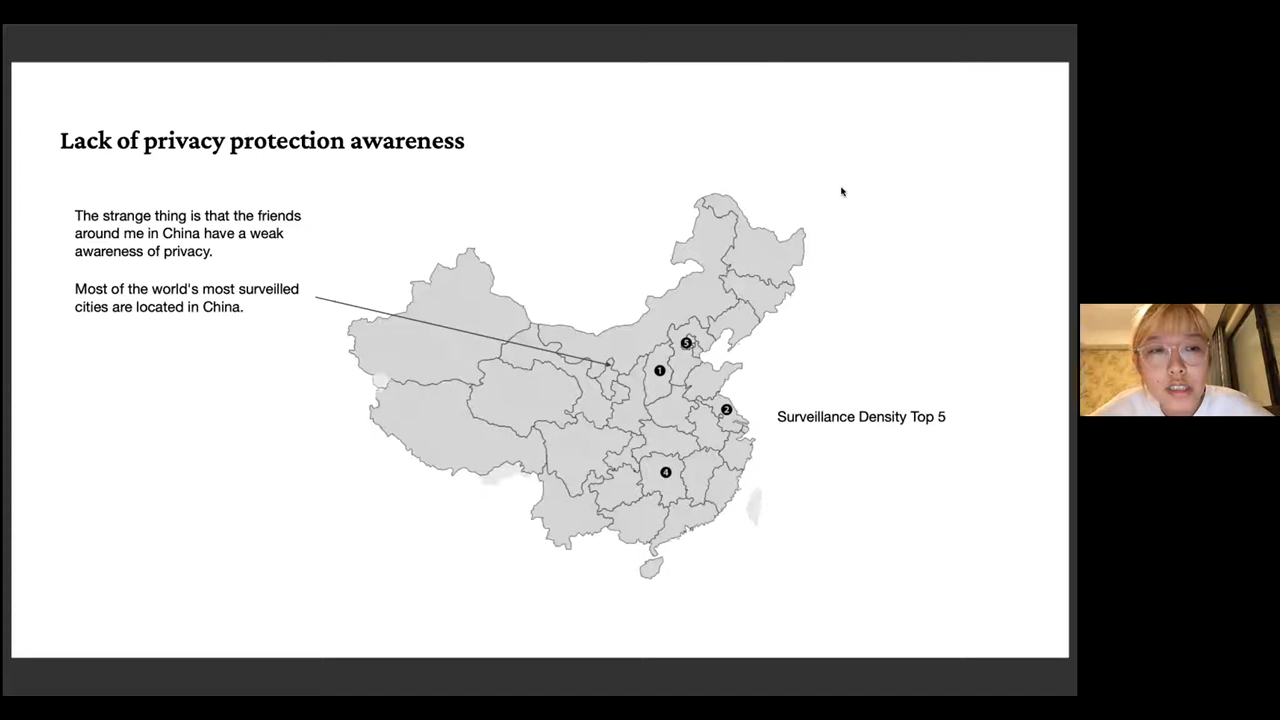 Lack of privacy protection awareness
The strange thing is that the friends
around me in China have a weak
awareness of privacy.
Most of the world's most surveilled
cities are located in China.
5
1
2
Surveillance Density Top 5
4